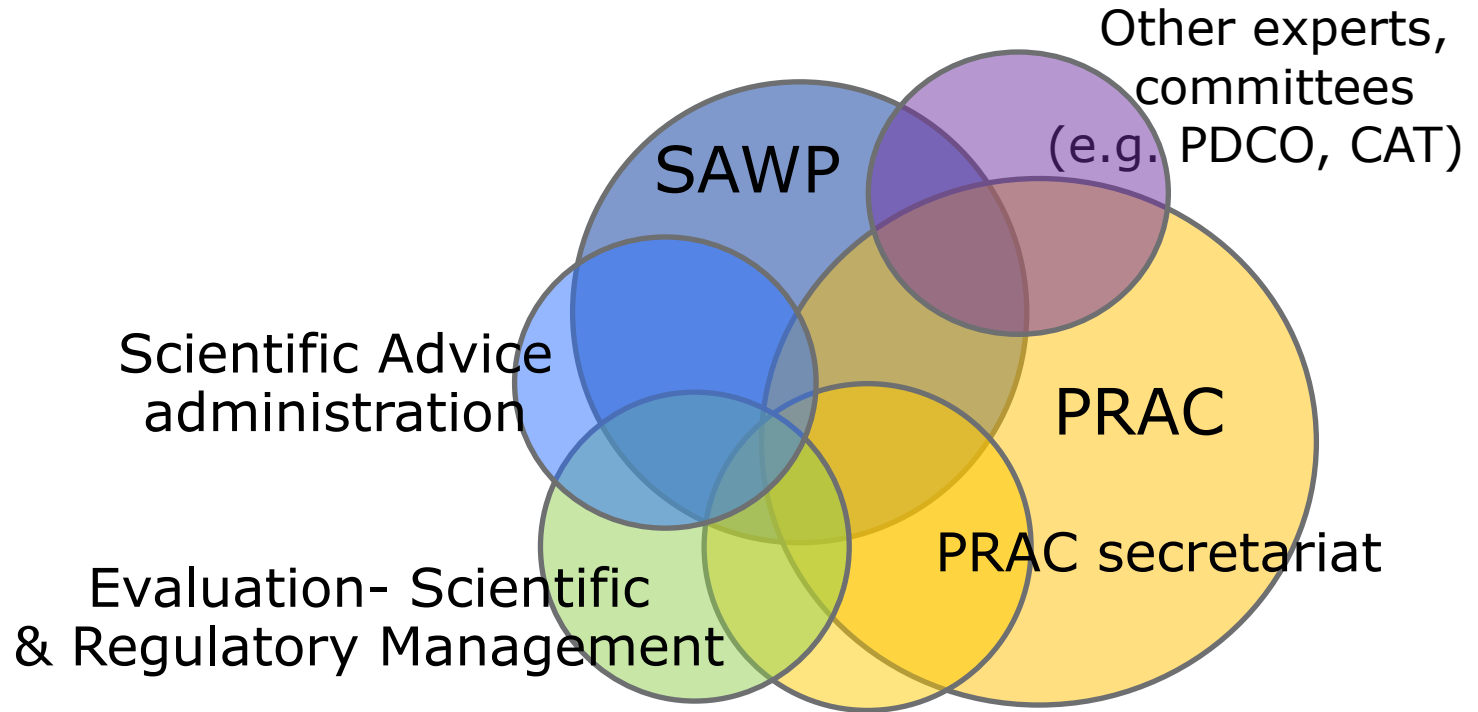 Other experts,
committees
(e.g. PDCO, CAT)
SAWP
Scientific Advice
administration
PRAC
PRAC secretariat
Evaluation- Scientific
& Regulatory Management